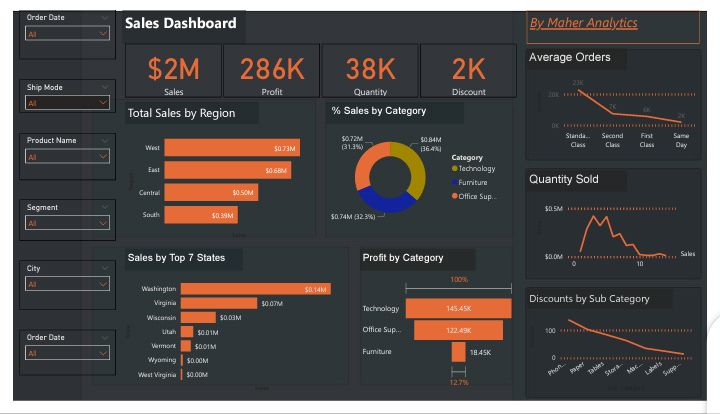 Order Date
All
Ship Mode
All
Product Name
All
Segment
All
City
All
Order Date
All
Sales Dashboard
$2M
Sales
286K
Profit
38K
Quantity
2K
Discount
Total Sales by Region
West
$0.73M
East
$0.68M
Central
$0.50M
South
$0.39M
% Sales by Category
$0.72M
(31.3%)
$0.84M
(36.4%)
$0.74M (32.3%)
Category
Technology
Furniture
Office Sup...
Sales by Top 7 States
Washington
$0.14M
Virginia
$0.07M
Wisconsin
$0.03M
Utah
$0.01M
Vermont
$0.01M
Wyoming
$0.00M
West Virginia
$0.00M
Profit by Category
100%
Technology
145.45K
Office Sup...
122.49K
Furniture
18.45K
12.7%
By Maher Analytics
Average Orders
23K
20K
7K
6K
2K
0K
Standa... Second First Same
Class Class Class Day
Quantity Sold
$0.5M
$0.0M
Sales
0 10
Discounts by Sub Category
100
0
Phon... Paper Tables Stora... Mac... Labels Supp...